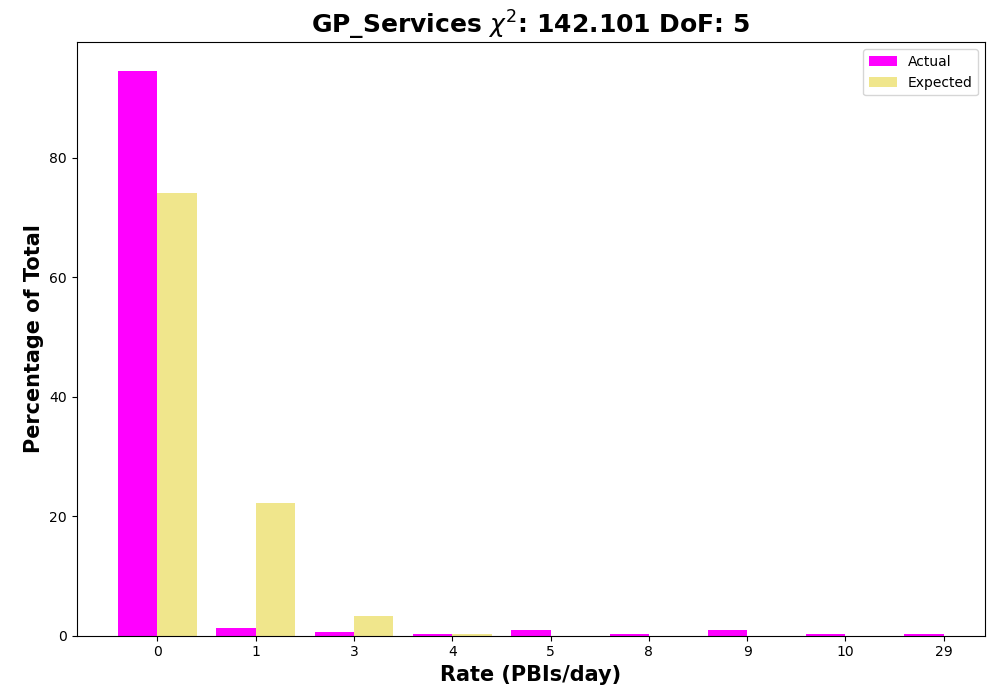 GP_Services χ²: 142.101 DoF: 5
Actual
Expected
Percentage of Total
80
60
40
20
0
0 1 3 4 5 8 9 10 29
Rate (PBIs/day)